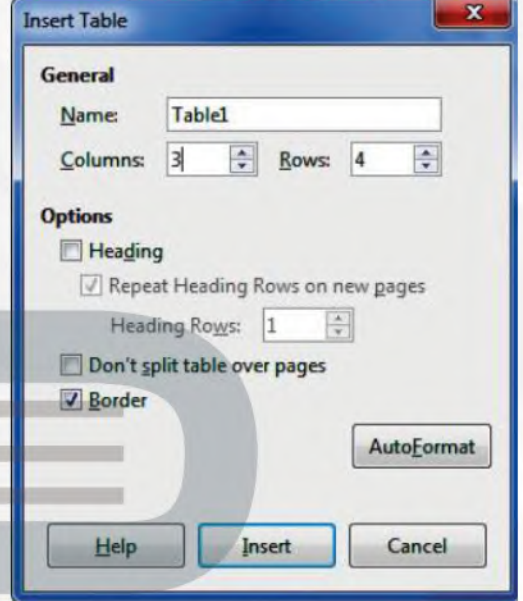 Insert Table
General
Name: Table1
Columns: 3 Rows: 4
Options
Heading
Repeat Heading Rows on new pages
Heading Rows: 1
Don't split table over pages
Border
AutoFormat
Help Insert Cancel